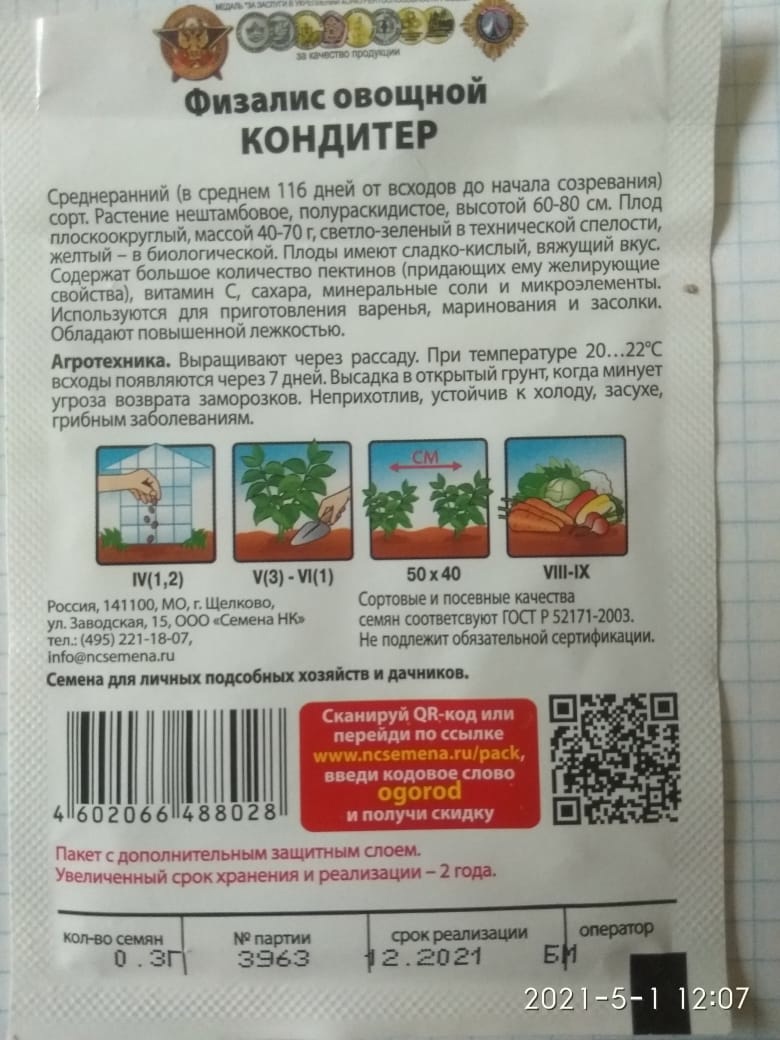 МЕДАЛЬ "ЗА ЗАСЛУГИ В УКРЕПЛЕНИИ
за качество продукции
Физалис овощной
КОНДИТЕР
Среднеранний (в среднем 116 дней от всходов до начала созревания)
сорт. Растение нештамбовое, полураскидистое, высотой 60-80 см. Плод
плоскоокруглый, массой 40-70 г, светло-зеленый в технической спелости,
желтый – в биологической. Плоды имеют сладко-кислый, вяжущий вкус.
Содержат большое количество пектинов (придающих ему желирующие
свойства), витамин С, сахара, минеральные соли и микроэлементы.
Используются для приготовления варенья, маринования и засолки.
Обладают повышенной лежкостью.
Агротехника. Выращивают через рассаду. При температуре 20...22°С
всходы появляются через 7 дней. Высадка в открытый грунт, когда минует
угроза возврата заморозков. Неприхотлив, устойчив к холоду, засухе,
грибным заболеваниям.
СМ
IV(1,2) V(3) - VI(1) 50 x 40 VIII-IX
Россия, 141100, МО, г. Щелково,
ул. Заводская, 15, ООО «Семена НК»
тел.: (495) 221-18-07,
info@ncsemena.ru
Сортовые и посевные качества
семян соответсвуют ГОСТ Р 52171-2003.
Не подлежит обязательной сертификации.
Семена для личных подсобных хозяйств и дачников.
4 602066 488028
Сканируй QR-код или
перейди по ссылке
www.ncsemena.ru/pack,
введи кодовое слово
ogorod
и получи скидку
Пакет с дополнительным защитным слоем.
Увеличенный срок хранения и реализации – 2 года.
кол-во семян № партии срок реализации оператор
0.3Г 3963 12.2021 БМ
2021-5-1 12:07